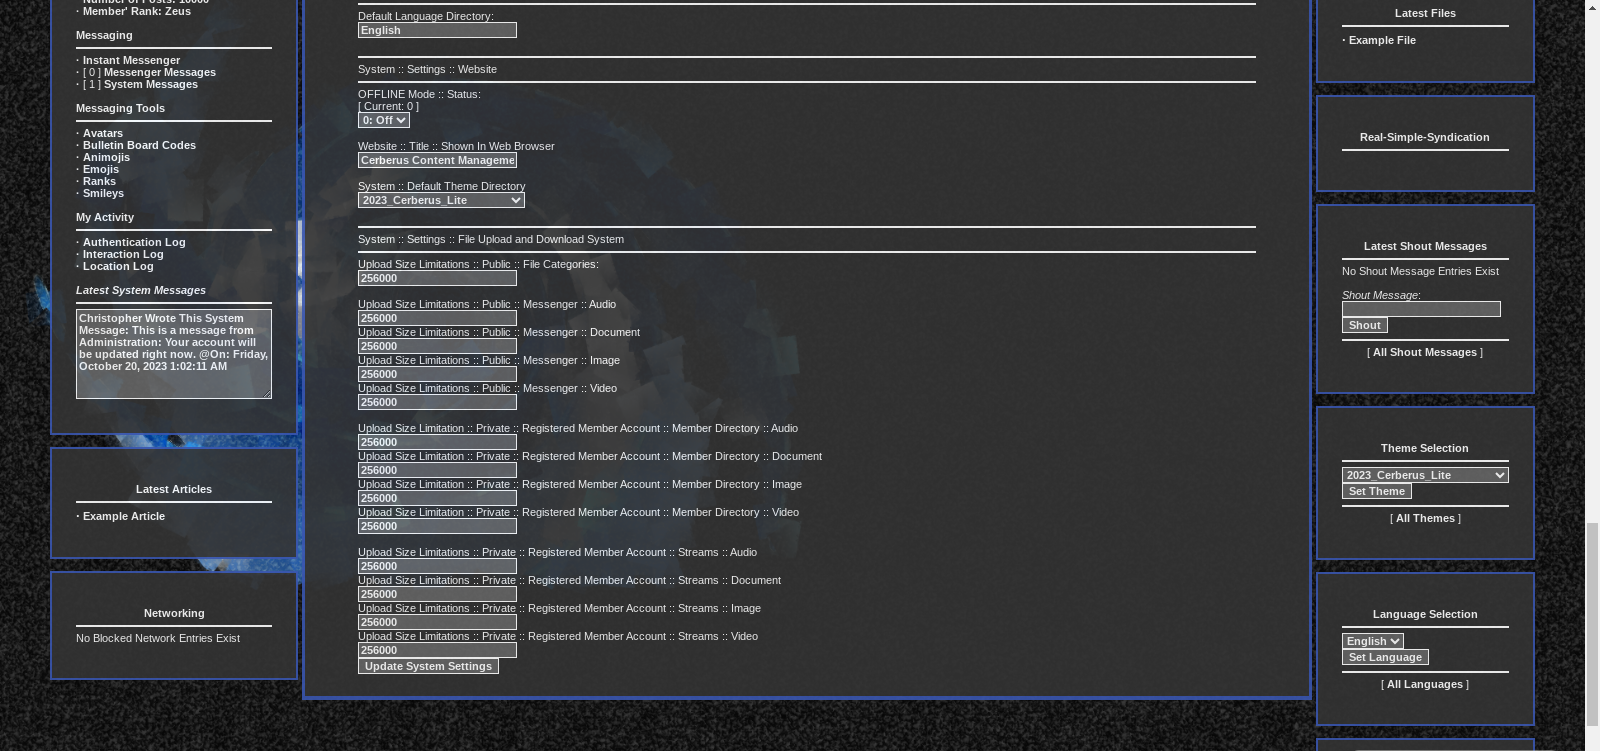 · Number of Posts: 10000
· Member' Rank: Zeus
Messaging
· Instant Messenger
· [ 0 ] Messenger Messages
· [ 1 ] System Messages
Messaging Tools
· Avatars
· Bulletin Board Codes
· Animojis
· Emojis
· Ranks
· Smileys
My Activity
· Authentication Log
· Interaction Log
· Location Log
Latest System Messages
Christopher Wrote This System
Message: This is a message from
Administration: Your account will
be updated right now. @On: Friday,
October 20, 2023 1:02:11 AM
Latest Articles
· Example Article
Networking
No Blocked Network Entries Exist
Default Language Directory:
English
System :: Settings :: Website
OFFLINE Mode :: Status:
[ Current: 0 ]
0: Off
Website :: Title :: Shown In Web Browser
Cerberus Content Manageme
System :: Default Theme Directory
2023_Cerberus_Lite
System :: Settings :: File Upload and Download System
Upload Size Limitations :: Public :: File Categories:
256000
Upload Size Limitations :: Public :: Messenger :: Audio
256000
Upload Size Limitations :: Public :: Messenger :: Document
256000
Upload Size Limitations :: Public :: Messenger :: Image
256000
Upload Size Limitations :: Public :: Messenger :: Video
256000
Upload Size Limitation :: Private :: Registered Member Account :: Member Directory :: Audio
256000
Upload Size Limitation :: Private :: Registered Member Account :: Member Directory :: Document
256000
Upload Size Limitation :: Private :: Registered Member Account :: Member Directory :: Image
256000
Upload Size Limitation :: Private :: Registered Member Account :: Member Directory :: Video
256000
Upload Size Limitations :: Private :: Registered Member Account :: Streams :: Audio
256000
Upload Size Limitations :: Private :: Registered Member Account :: Streams :: Document
256000
Upload Size Limitations :: Private :: Registered Member Account :: Streams :: Image
256000
Upload Size Limitations :: Private :: Registered Member Account :: Streams :: Video
256000
Update System Settings
Latest Files
· Example File
Real-Simple-Syndication
Latest Shout Messages
No Shout Message Entries Exist
Shout Message:
Shout
[ All Shout Messages ]
Theme Selection
2023_Cerberus_Lite
Set Theme
[ All Themes ]
Language Selection
English
Set Language
[ All Languages ]